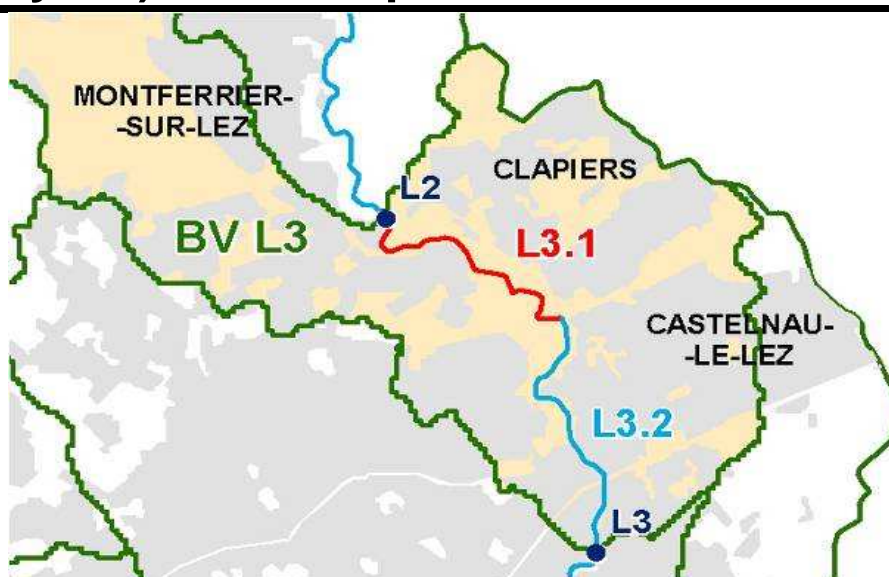 MONTFERRIER-
-SUR-LEZ
CLAPIERS
L2
BV L3
L3.1
CASTELNAU-
-LE-LEZ
L3.2
L3